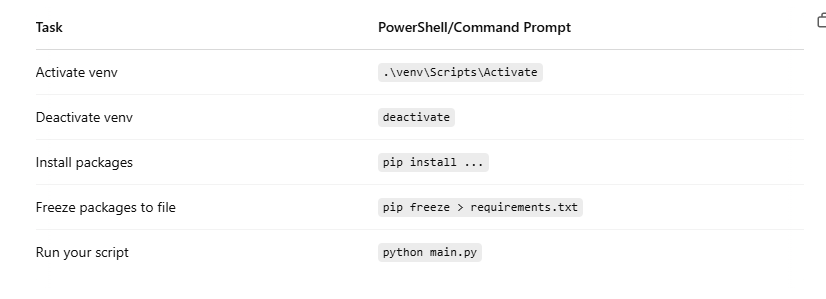 Task PowerShell/Command Prompt
Activate venv .\venv\Scripts\Activate
Deactivate venv deactivate
Install packages pip install ...
Freeze packages to file pip freeze > requirements.txt
Run your script python main.py